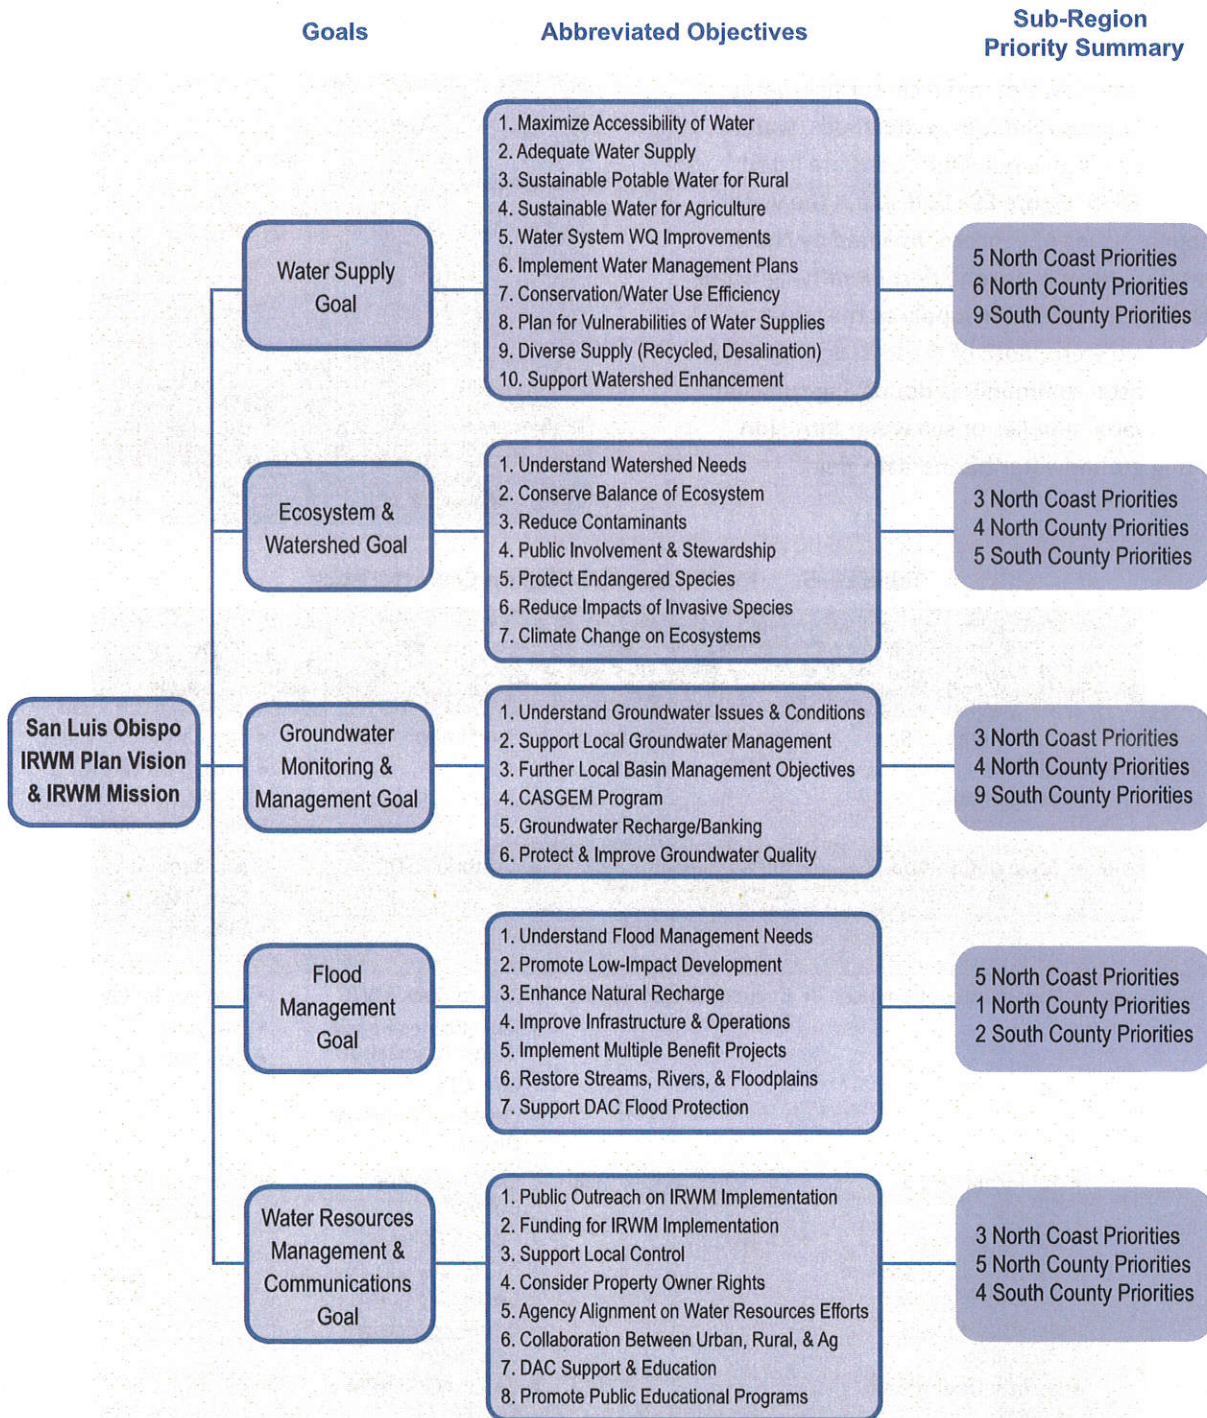 Goals
Abbreviated Objectives
Sub-Region
Priority Summary
San Luis Obispo
IRWM Plan Vision
& IRWM Mission
Water Supply
Goal
1. Maximize Accessibility of Water
2. Adequate Water Supply
3. Sustainable Potable Water for Rural
4. Sustainable Water for Agriculture
5. Water System WQ Improvements
6. Implement Water Management Plans
7. Conservation/Water Use Efficiency
8. Plan for Vulnerabilities of Water Supplies
9. Diverse Supply (Recycled, Desalination)
10. Support Watershed Enhancement
5 North Coast Priorities
6 North County Priorities
9 South County Priorities
Ecosystem &
Watershed Goal
1. Understand Watershed Needs
2. Conserve Balance of Ecosystem
3. Reduce Contaminants
4. Public Involvement & Stewardship
5. Protect Endangered Species
6. Reduce Impacts of Invasive Species
7. Climate Change on Ecosystems
3 North Coast Priorities
4 North County Priorities
5 South County Priorities
Groundwater
Monitoring &
Management Goal
1. Understand Groundwater Issues & Conditions
2. Support Local Groundwater Management
3. Further Local Basin Management Objectives
4. CASGEM Program
5. Groundwater Recharge/Banking
6. Protect & Improve Groundwater Quality
3 North Coast Priorities
4 North County Priorities
9 South County Priorities
Flood
Management
Goal
1. Understand Flood Management Needs
2. Promote Low-Impact Development
3. Enhance Natural Recharge
4. Improve Infrastructure & Operations
5. Implement Multiple Benefit Projects
6. Restore Streams, Rivers, & Floodplains
7. Support DAC Flood Protection
5 North Coast Priorities
1 North County Priorities
2 South County Priorities
Water Resources
Management &
Communications
Goal
1. Public Outreach on IRWM Implementation
2. Funding for IRWM Implementation
3. Support Local Control
4. Consider Property Owner Rights
5. Agency Alignment on Water Resources Efforts
6. Collaboration Between Urban, Rural, & Ag
7. DAC Support & Education
8. Promote Public Educational Programs
3 North Coast Priorities
5 North County Priorities
4 South County Priorities